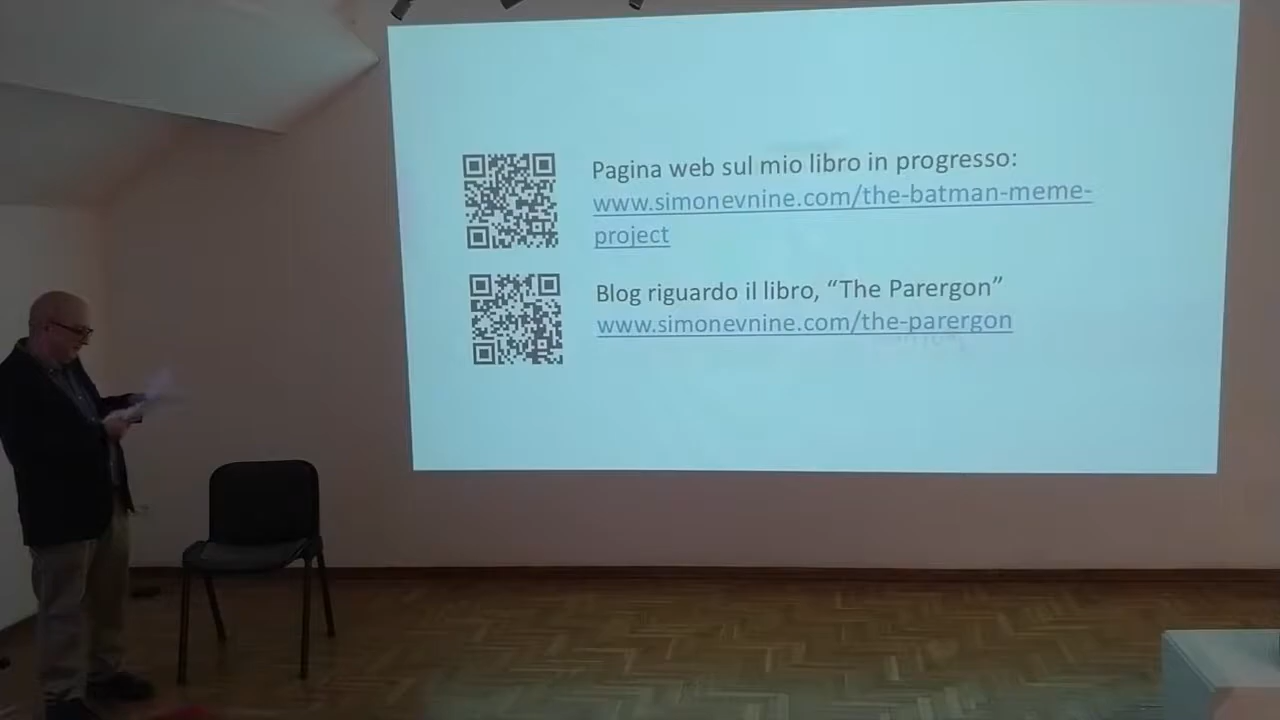 Pagina web sul mio libro in progresso:
www.simonevnine.com/the-batman-meme-
project
Blog riguardo il libro, “The Parergon”
www.simonevnine.com/the-parergon